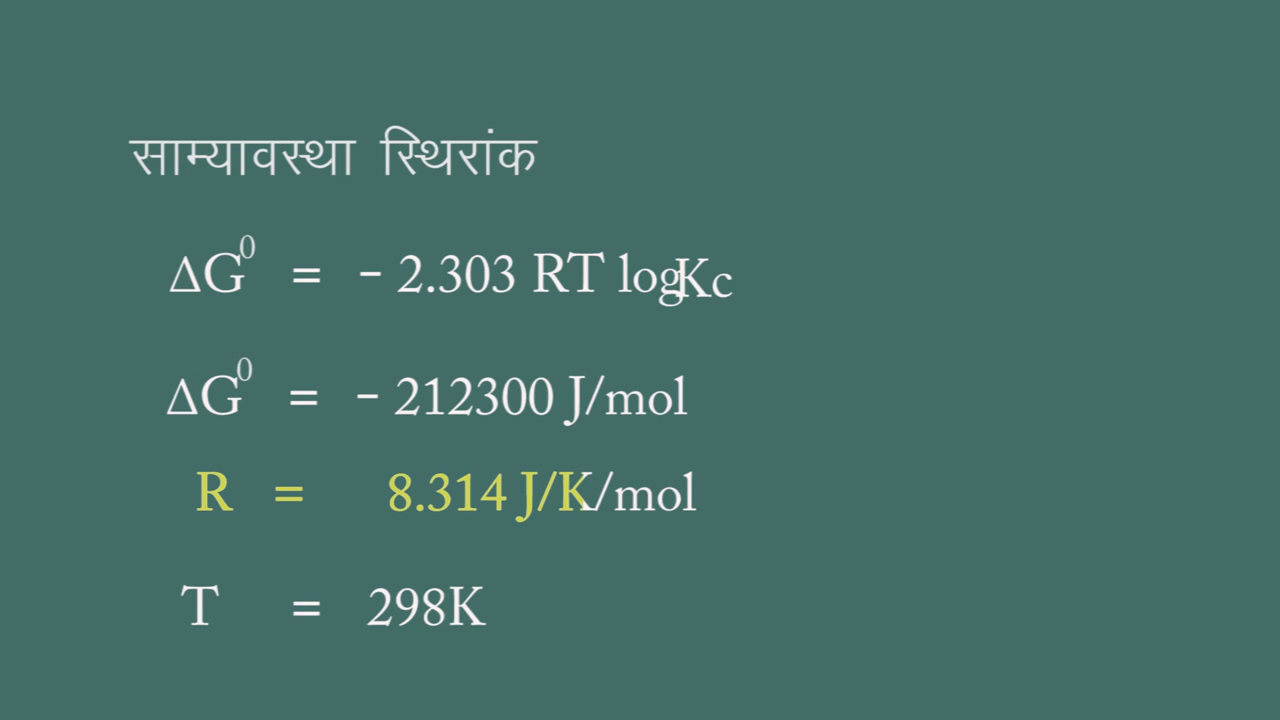 साम्यावस्था स्थिरांक
ΔG⁰ = - 2.303 RT logKc
ΔG⁰ = - 212300 J/mol
R = 8.314 J/K/mol
T = 298K